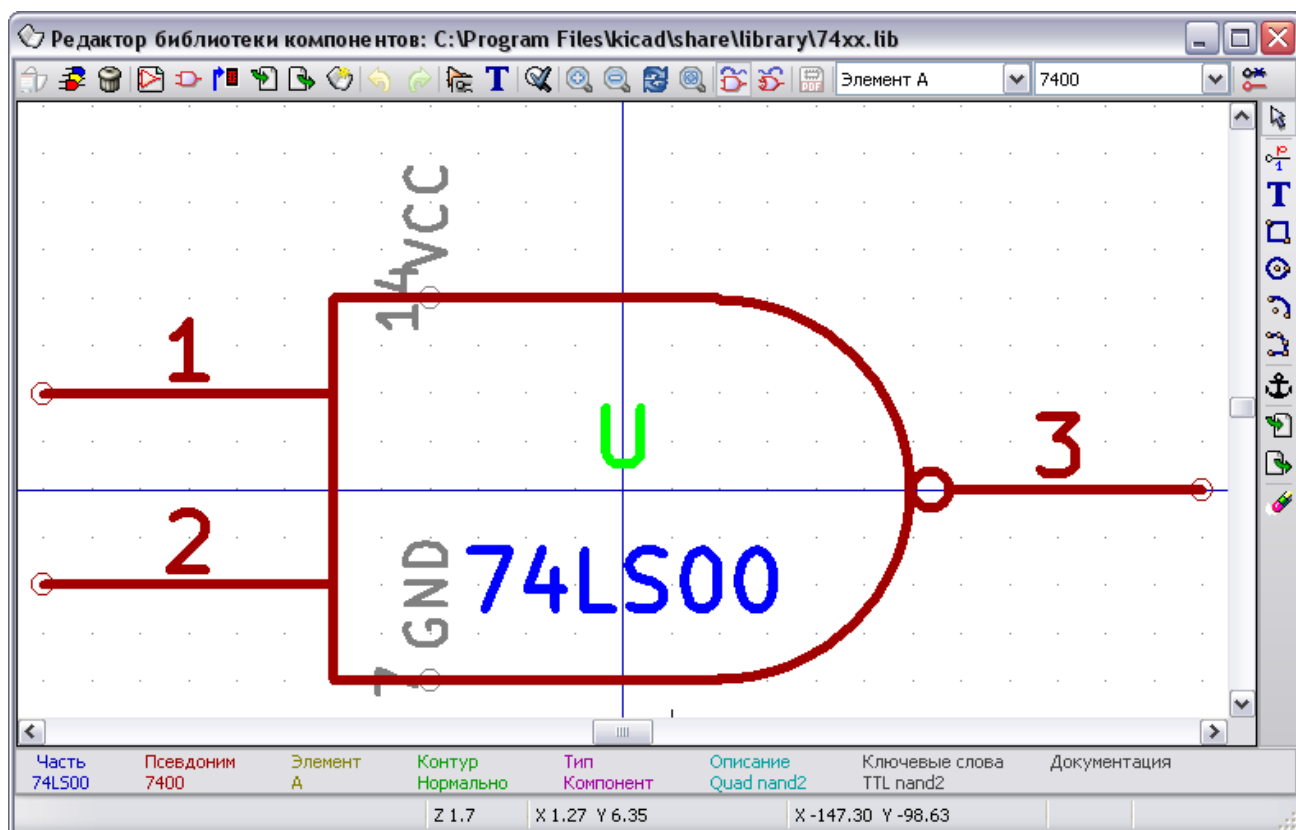 Редактор библиотеки компонентов: C:\Program Files\kicad\share\library\74xx.lib
T
PDF
Элемент A
7400
VCC
14
1
U
3
2
GND
74LS00
7
T
Часть Псевдоним Элемент Контур Тип Описание Ключевые слова Документация
74LS00 7400 A Нормально Компонент Quad nand2 TTL nand2
Z 1.7 X 1.27 Y 6.35 X -147.30 Y -98.63